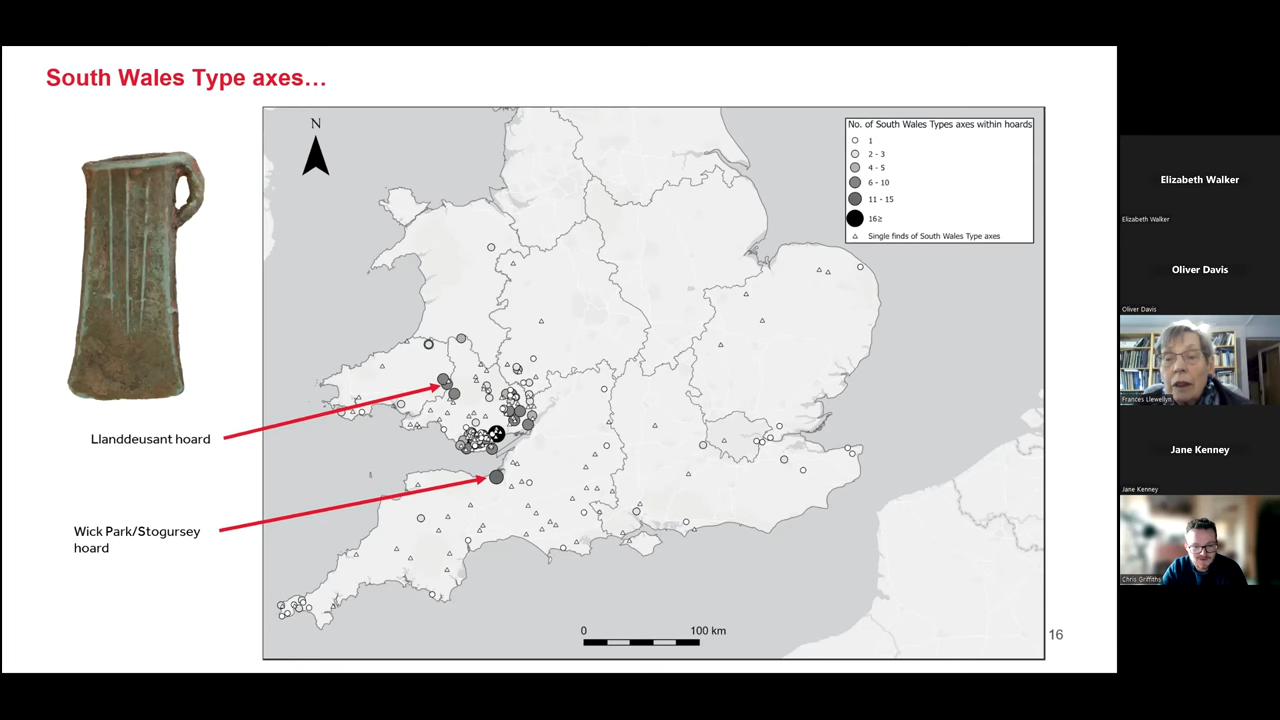 South Wales Type axes…
N
No. of South Wales Types axes within hoards
1
2 - 3
4 - 5
6 - 10
11 - 15
16≥
Single finds of South Wales Type axes
Llanddeusant hoard
Wick Park/Stogursey
hoard
0 100 km
16
Elizabeth Walker
Elizabeth Walker
Oliver Davis
Oliver Davis
Frances Llewellyn
Jane Kenney
Jane Kenney
Chris Griffiths